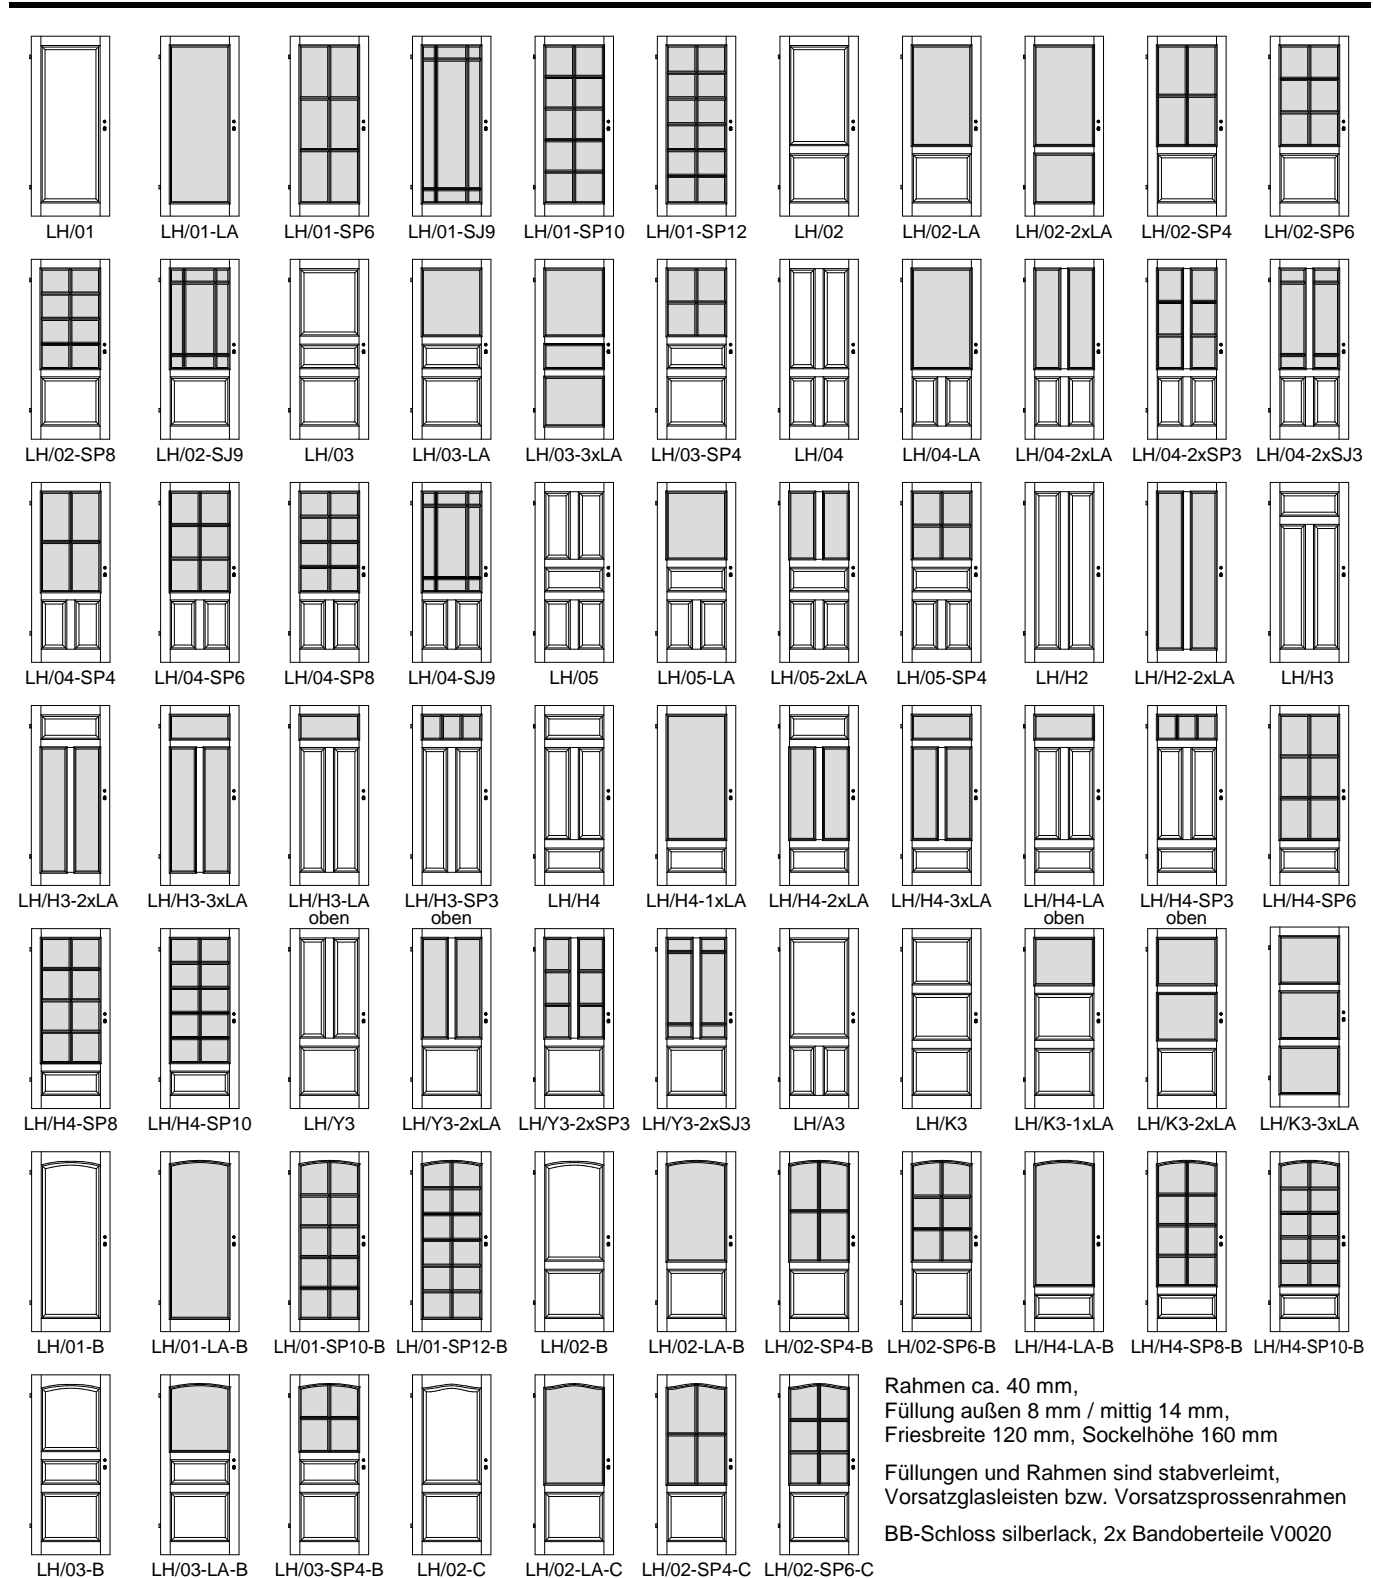 LH/01 LH/01-LA LH/01-SP6 LH/01-SJ9 LH/01-SP10 LH/01-SP12 LH/02 LH/02-LA LH/02-2xLA LH/02-SP4 LH/02-SP6
LH/02-SP8 LH/02-SJ9 LH/03 LH/03-LA LH/03-3xLA LH/03-SP4 LH/04 LH/04-LA LH/04-2xLA LH/04-2xSP3 LH/04-2xSJ3
LH/04-SP4 LH/04-SP6 LH/04-SP8 LH/04-SJ9 LH/05 LH/05-LA LH/05-2xLA LH/05-SP4 LH/H2 LH/H2-2xLA LH/H3
LH/H3-2xLA LH/H3-3xLA LH/H3-LA LH/H3-SP3 LH/H4 LH/H4-1xLA LH/H4-2xLA LH/H4-3xLA LH/H4-LA LH/H4-SP3 LH/H4-SP6
oben oben oben oben
LH/H4-SP8 LH/H4-SP10 LH/Y3 LH/Y3-2xLA LH/Y3-2xSP3 LH/Y3-2xSJ3 LH/A3 LH/K3 LH/K3-1xLA LH/K3-2xLA LH/K3-3xLA
LH/01-B LH/01-LA-B LH/01-SP10-B LH/01-SP12-B LH/02-B LH/02-LA-B LH/02-SP4-B LH/02-SP6-B LH/H4-LA-B LH/H4-SP8-B LH/H4-SP10-B
Rahmen ca. 40 mm,
Füllung außen 8 mm / mittig 14 mm,
Friesbreite 120 mm, Sockelhöhe 160 mm
Füllungen und Rahmen sind stabverleimt,
Vorsatzglasleisten bzw. Vorsatzsprossenrahmen
BB-Schloss silberlack, 2x Bandoberteile V0020
LH/03-B LH/03-LA-B LH/03-SP4-B LH/02-C LH/02-LA-C LH/02-SP4-C LH/02-SP6-C